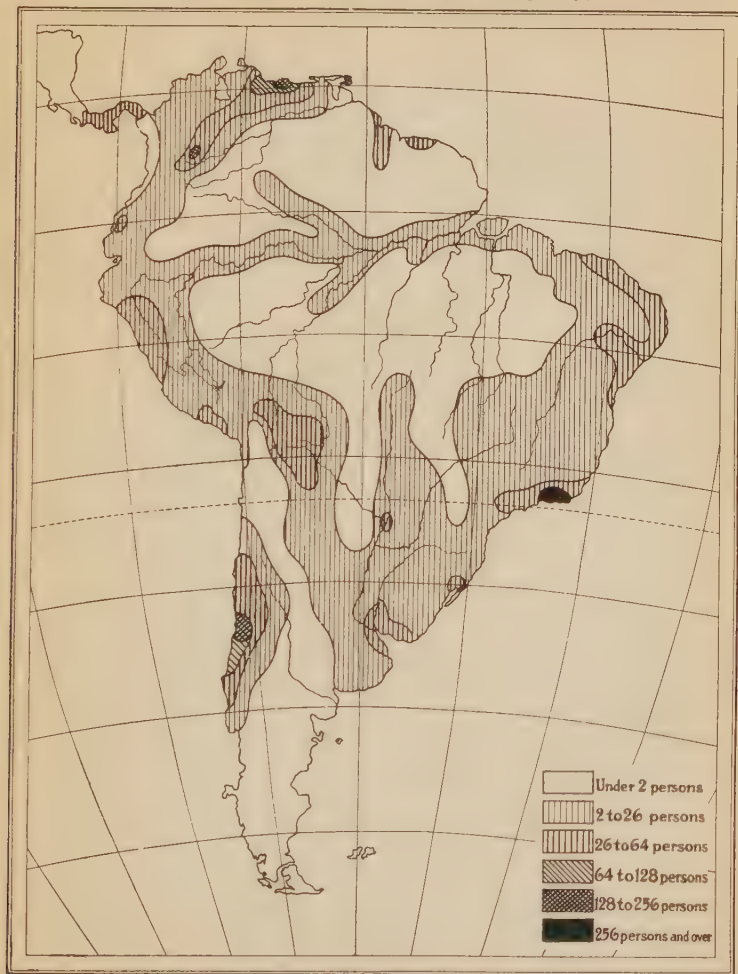 Under 2 persons
2 to 26 persons
26 to 64 persons
64 to 128 persons
128 to 256 persons
256 persons and over